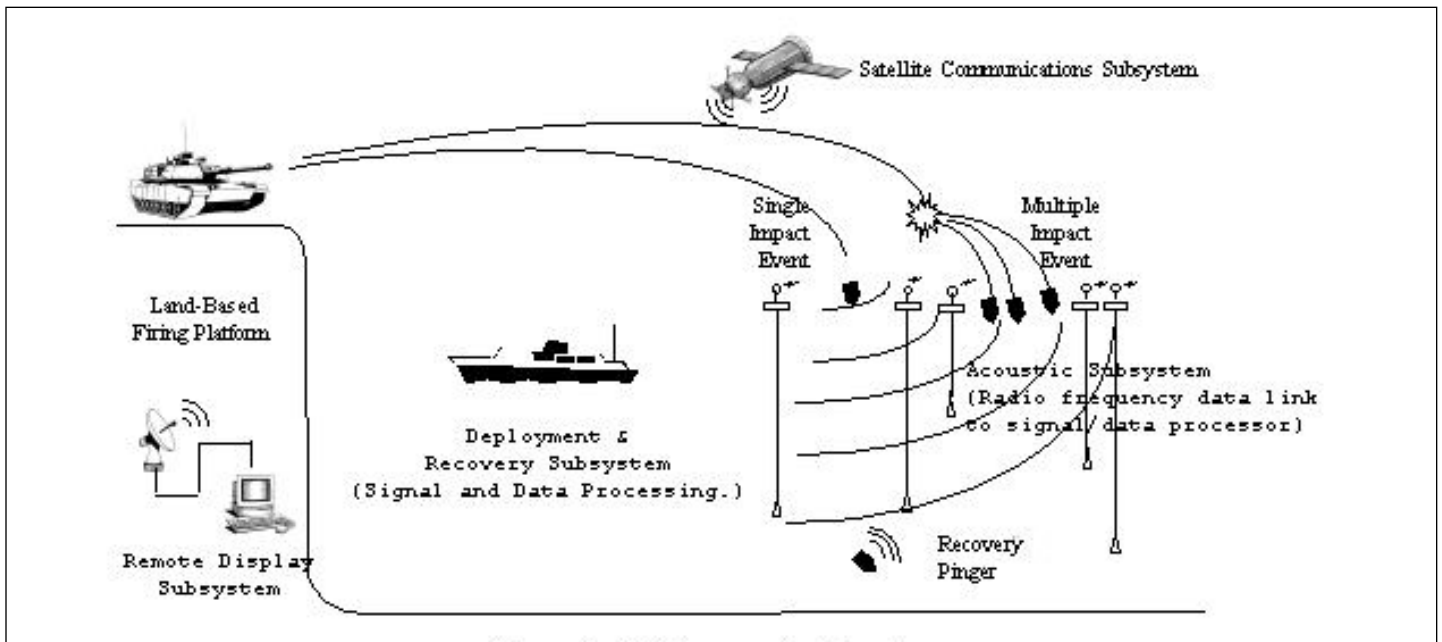 Satellite Communications Subsystem
Single
Impact
Event
Multiple
Impact
Event
Land-Based
Firing Platform
Acoustic Subsystem
(Radio frequency data link
to signal/data processor)
Deployment &
Recovery Subsystem
(Signal and Data Processing.)
Remote Display
Subsystem
Recovery
Pinger